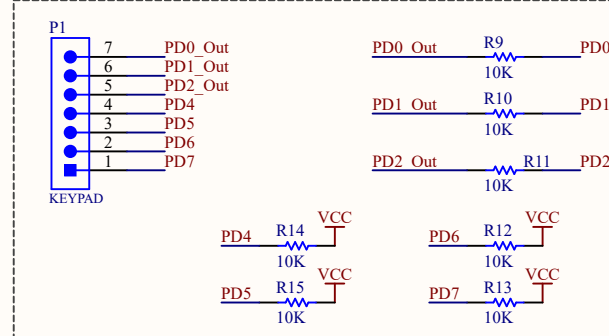 P1
7 PD0_Out
6 PD1_Out
5 PD2_Out
4 PD4
3 PD5
2 PD6
1 PD7
KEYPAD
PD0_Out R9 PD0
10K
PD1_Out R10 PD1
10K
PD2_Out R11 PD2
10K
VCC
PD4 R14
10K
VCC
PD6 R12
10K
VCC
PD5 R15
10K
VCC
PD7 R13
10K